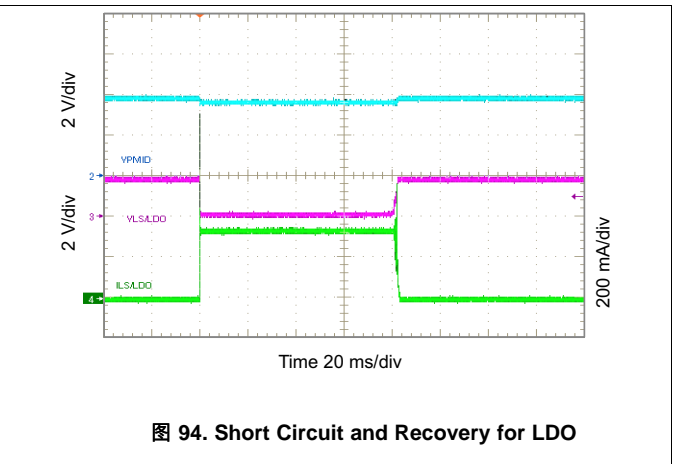 2 V/div
VPMID
2
2 V/div
3
VLS/LDO
200 mA/div
ILS/LDO
4
Time 20 ms/div
图 94. Short Circuit and Recovery for LDO